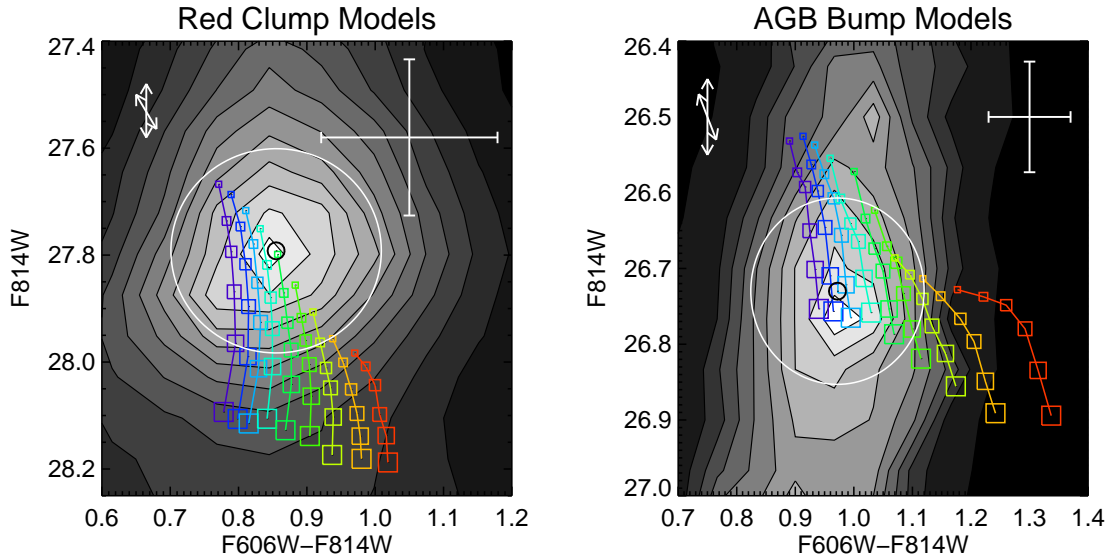 Red Clump Models
27.4
27.6
27.8
28.0
28.2
F814W
0.6 0.7 0.8 0.9 1.0 1.1 1.2
F606W−F814W
AGB Bump Models
26.4
26.5
26.6
26.7
26.8
26.9
27.0
F814W
0.7 0.8 0.9 1.0 1.1 1.2 1.3 1.4
F606W−F814W